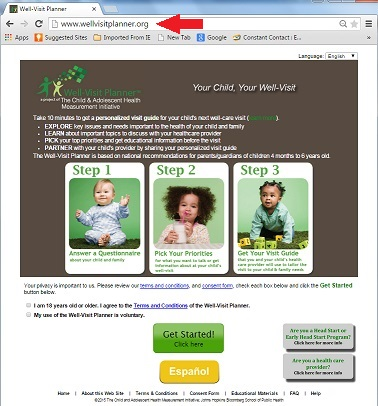 Well-Visit Planner
www.wellvisitplanner.org
Apps
Suggested Sites
Imported From IE
New Tab
Google
Constant Contact : E...
Language: English
Well-Visit Planner
a project of The Child & Adolescent Health
Measurement Initiative
Your Child, Your Well-Visit
Take 10 minutes to get a personalized visit guide for your child's next well-care visit
EXPLORE key issues and needs important to the health of your child and family
LEARN about important topics to discuss with your healthcare provider
PICK your top priorities and get educational information before the visit
PARTNER with your child's provider by sharing your personalized visit guide
The Well-Visit Planner is based on national recommendations for parents/guardians of children 4 months to 6 years old.
Step 1
Step 2
Step 3
Answer a Questionnaire
about your child and family
Pick Your Priorities
for what you want to talk or get
information about at your child's
well-visit
Get Your Visit Guide
that you and your child's health
care provider will use to tailor the
visit to your child & family needs
Your privacy is important to us. Please review our terms and conditions, and consent form, check each box below and click the Get Started
button below.
I am 18 years old or older. I agree to the Terms and Conditions of the Well-Visit Planner.
My use of the Well-Visit Planner is voluntary.
Get Started!
Click here
Español
Are you a Head Start or
Early Head Start Program?
Click here for more info
Are you a health care
provider?
Click here for more info
Home | About this Web Site | Terms & Conditions | Consent Form | Educational Materials | FAQ | Help
©2015 The Child and Adolescent Health Measurement Initiative, Johns Hopkins Bloomberg School of Public Health